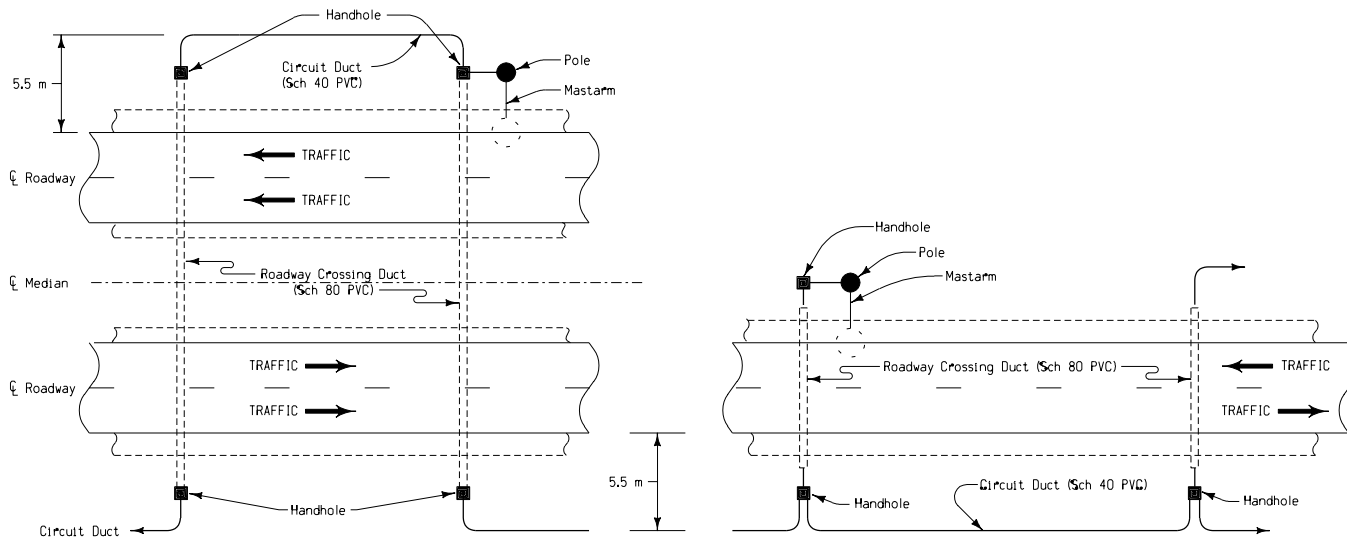 Handhole
Circuit Duct
(Sch 40 PVC)
Pole
Mastarm
5.5 m
TRAFFIC
℄ Roadway
TRAFFIC
Roadway Crossing Duct
(Sch 80 PVC)
℄ Median
TRAFFIC
℄ Roadway
TRAFFIC
Handhole
Circuit Duct
Handhole
Pole
Mastarm
Roadway Crossing Duct (Sch 80 PVC)
TRAFFIC
TRAFFIC
5.5 m
Circuit Duct (Sch 40 PVC)
Handhole
Handhole